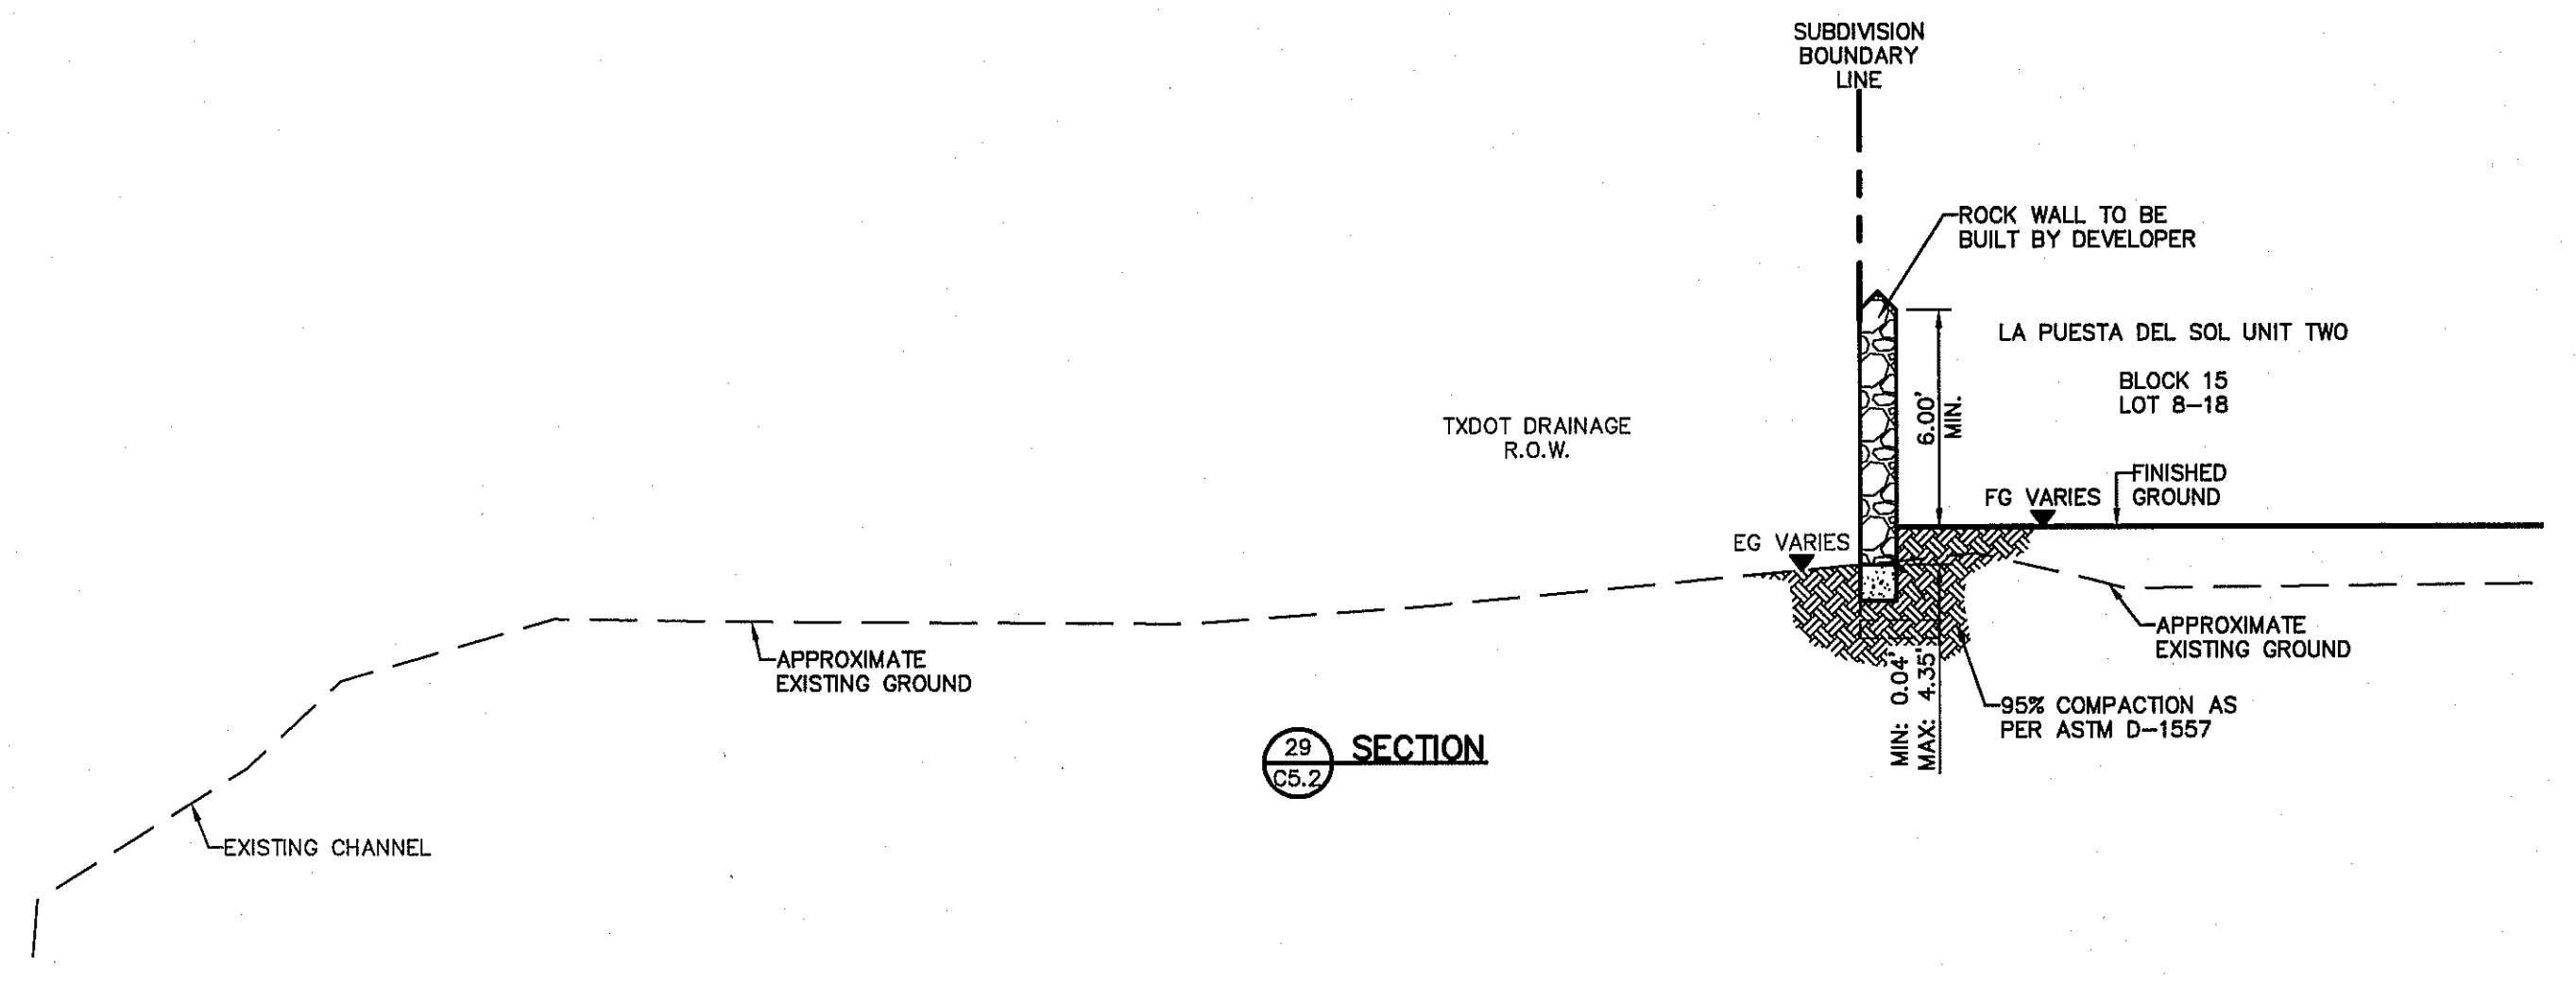 SUBDIVISION
BOUNDARY
LINE
ROCK WALL TO BE
BUILT BY DEVELOPER
LA PUESTA DEL SOL UNIT TWO
BLOCK 15
LOT 8-18
6.00'
MIN.
TXDOT DRAINAGE
R.O.W.
FINISHED
GROUND
FG VARIES
EG VARIES
APPROXIMATE
EXISTING GROUND
APPROXIMATE
EXISTING GROUND
MIN: 0.04'
MAX: 4.35'
95% COMPACTION AS
PER ASTM D-1557
29
C5.2
SECTION
EXISTING CHANNEL